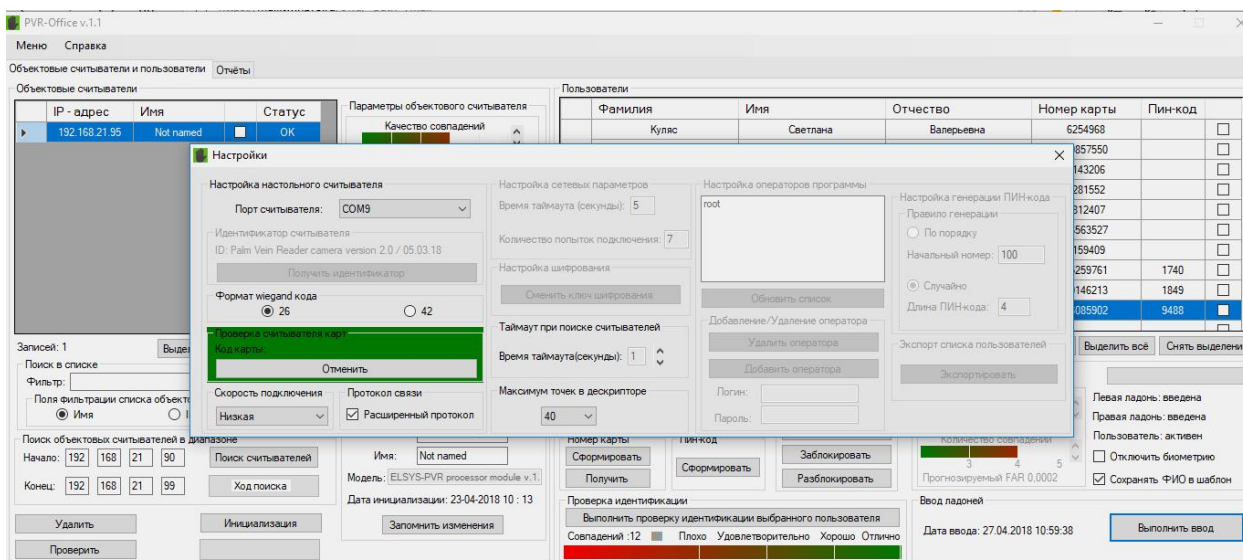 PVR-Office v.1.1
Меню Справка
Объектовые считыватели и пользователи Отчёты
Объектовые считыватели
IP - адрес Имя Статус
192.168.21.95 Not named OK
Параметры объектового считывателя
Качество совпадений
Пользователи
Фамилия Имя Отчество Номер карты Пин-код
Куляс Светлана Валерьевна 6254968
857550
143206
281552
812407
563527
159409
259761 1740
146213 1849
085902 9488
Настройки
Настройка настольного считывателя
Порт считывателя: COM9
Идентификатор считывателя
ID: Palm Vein Reader camera version 2.0 / 05.03.18
Получить идентификатор
Формат wiegand кода
26 42
Проверка считывателя карт
Код карты:
Отменить
Скорость подключения
Низкая
Протокол связи
Расширенный протокол
Настройка сетевых параметров
Время таймаута (секунды): 5
Количество попыток подключения: 7
Настройка шифрования
Сменить ключ шифрования
Таймаут при поиске считывателей
Время таймаута(секунды): 1
Максимум точек в дескрипторе
40
Настройка операторов программы
root
Обновить список
Добавление/Удаление оператора
Удалить оператора
Добавить оператора
Логин:
Пароль:
Настройка генерации ПИН-кода
Правило генерации
По порядку
Начальный номер: 100
Случайно
Длина ПИН-кода: 4
Экспорт списка пользователей
Экспортировать
Записей: 1
Выде
Поиск в списке
Фильтр:
Поля фильтрации списка объекто
Имя
Поиск объектовых считывателей в диапазоне
Начало: 192 168 21 90 Поиск считывателей
Конец: 192 168 21 99 Ход поиска
Удалить Инициализация
Проверить
Имя: Not named
Модель: ELSYS-PVR processor module v.1.
Дата инициализации: 23-04-2018 10 : 13
Запомнить изменения
Номер карты Пин-код
Сформировать
Получить
Сформировать
Заблокировать
Разблокировать
Проверка идентификации
Выполнить проверку идентификации выбранного пользователя
Совпадений :12 Плохо Удовлетворительно Хорошо Отлично
Выделить всё Снять выделени
Количество совпадений
3 4 5
Прогнозируемый FAR 0,0002
Левая ладонь: введена
Правая ладонь: введена
Пользователь: активен
Отключить биометрию
Сохранять ФИО в шаблон
Ввод ладоней
Дата ввода: 27.04.2018 10:59:38
Выполнить ввод